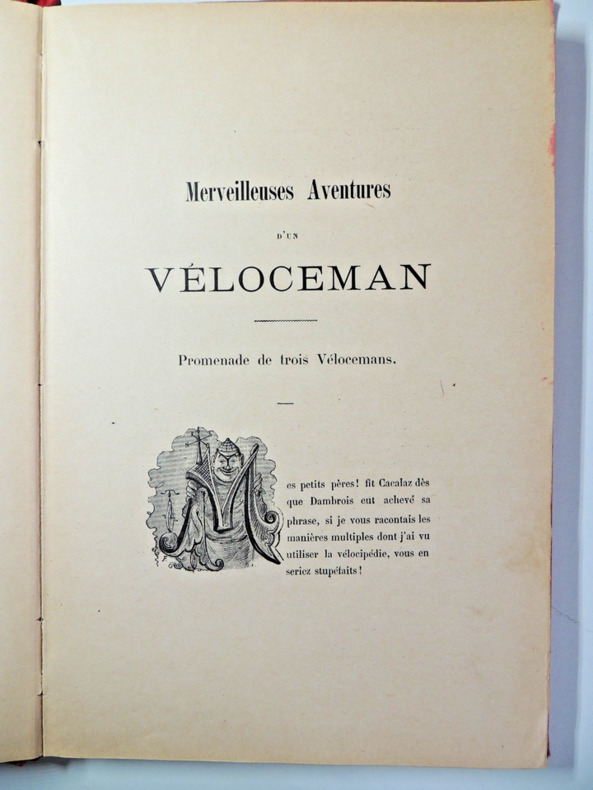 Merveilleuses Aventures
D'UN
VÉLOCEMAN
Promenade de trois Vélocemans.
Mes petits pères! fit Cacalaz dès
que Dambrois eut achevé sa
phrase, si je vous racontais les
manières multiples dont j'ai vu
utiliser la vélocipédie, vous en
seriez stupéfaits!